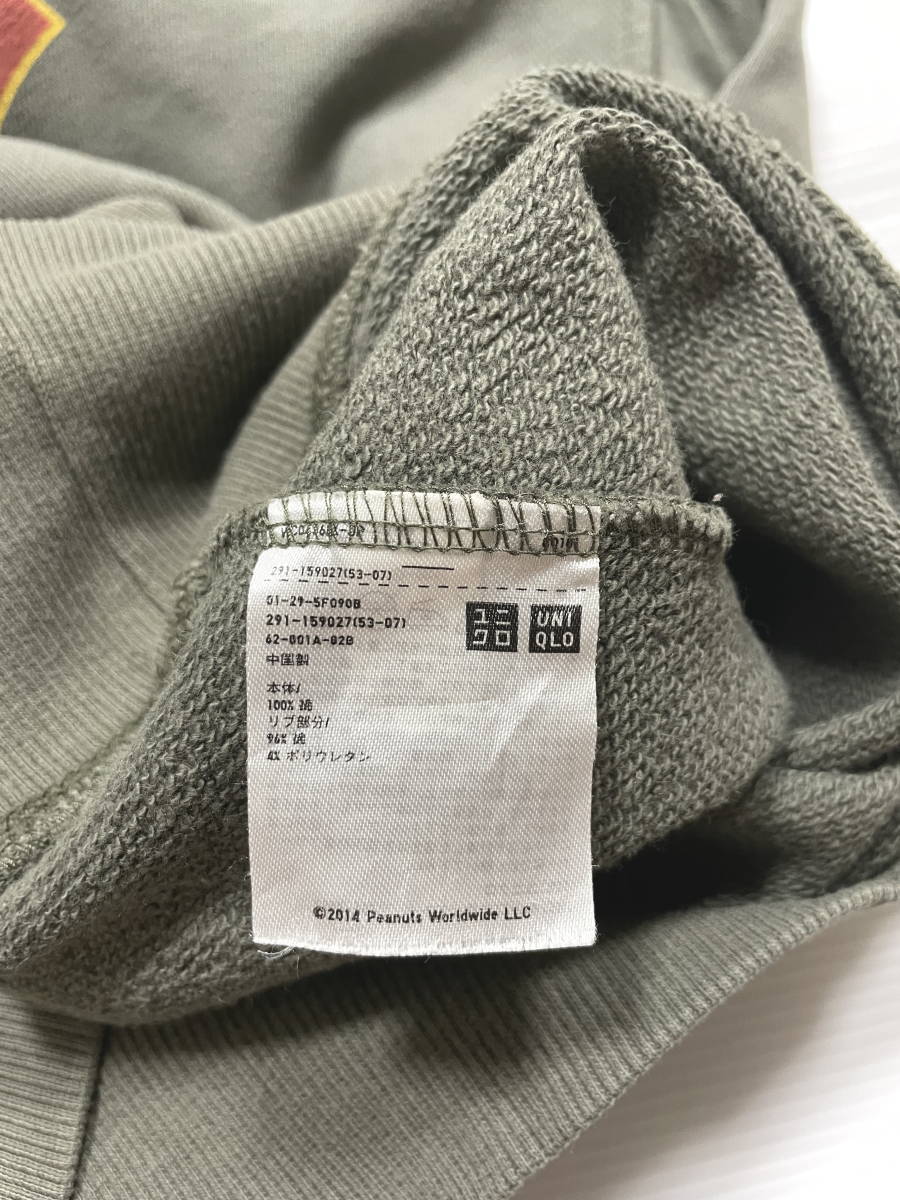 291-159027(53-07)
01-29-5F090B
291-159027(53-07)
62-001A-02B
中国製
本体/
100% 綿
リブ部分/
96% 綿
4% ポリウレタン
ユニ
クロ
UNI
QLO
©2014 Peanuts Worldwide LLC